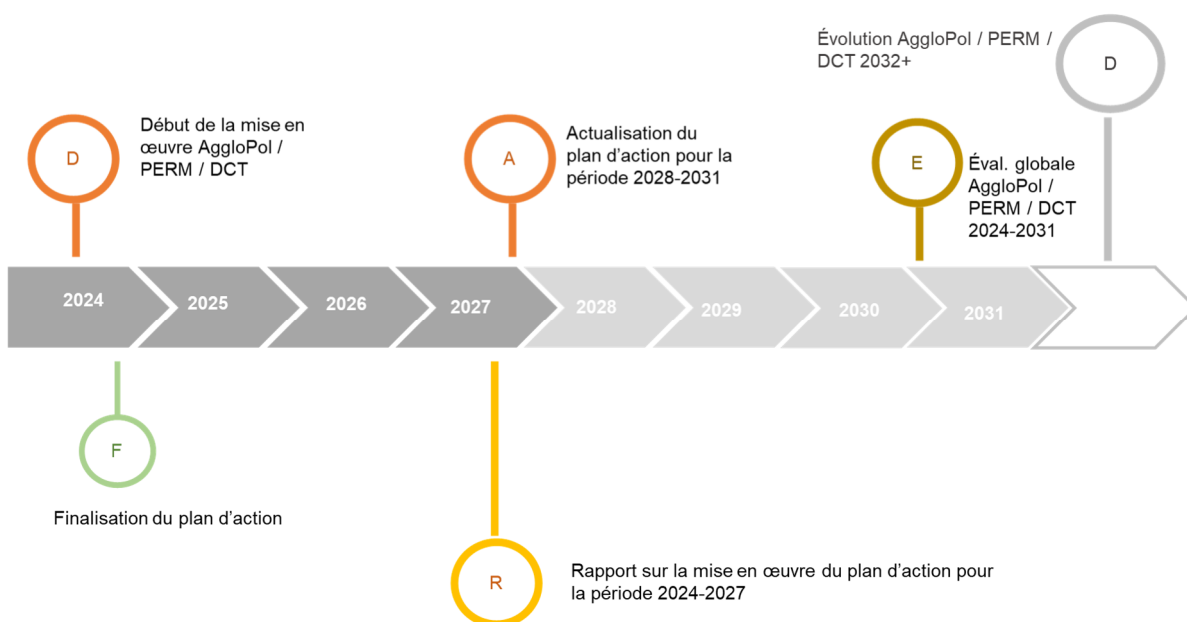 Évolution AggloPol / PERM /
DCT 2032+
D
D
Début de la mise en
œuvre AggloPol /
PERM / DCT
A
Actualisation du
plan d’action pour la
période 2028-2031
E
Éval. globale
AggloPol /
PERM / DCT
2024-2031
2024
2025
2026
2027
2028
2029
2030
2031
F
Finalisation du plan d’action
R
Rapport sur la mise en œuvre du plan d’action pour
la période 2024-2027